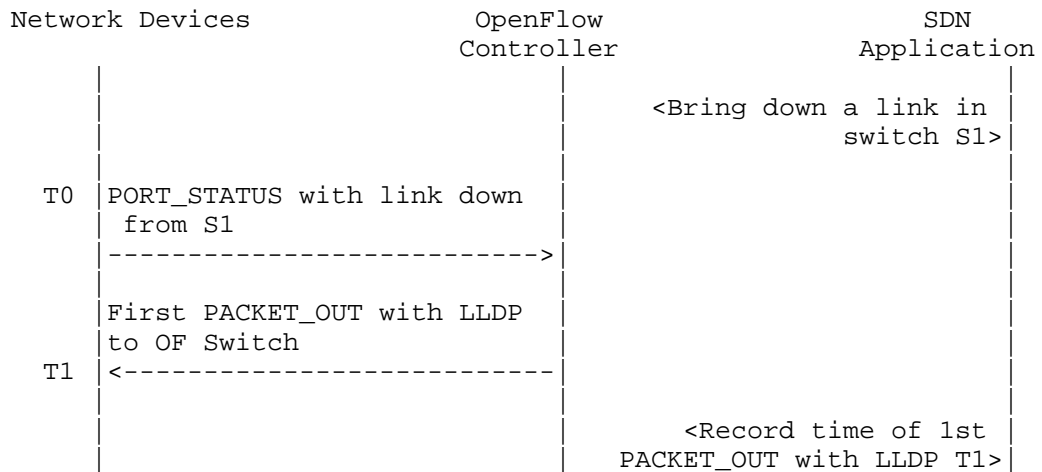 Network Devices OpenFlow SDN
Controller Application
<Bring down a link in
switch S1>
T0 PORT_STATUS with link down
from S1
--------------------------->
First PACKET_OUT with LLDP
to OF Switch
T1 <---------------------------
<Record time of 1st
PACKET_OUT with LLDP T1>